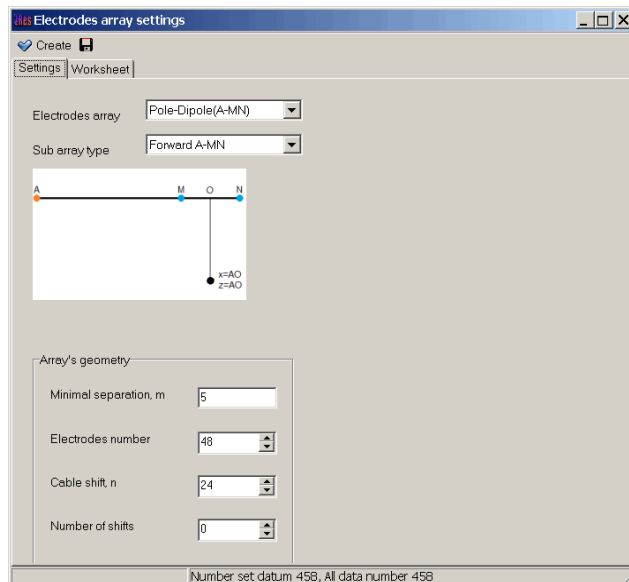 Electrodes array settings
Create
Settings Worksheet
Electrodes array Pole-Dipole(A-MN)
Sub array type Forward A-MN
A M O N
x=AO
z=AO
Array's geometry
Minimal separation, m 5
Electrodes number 48
Cable shift, n 24
Number of shifts 0
Number set datum 458, All data number 458